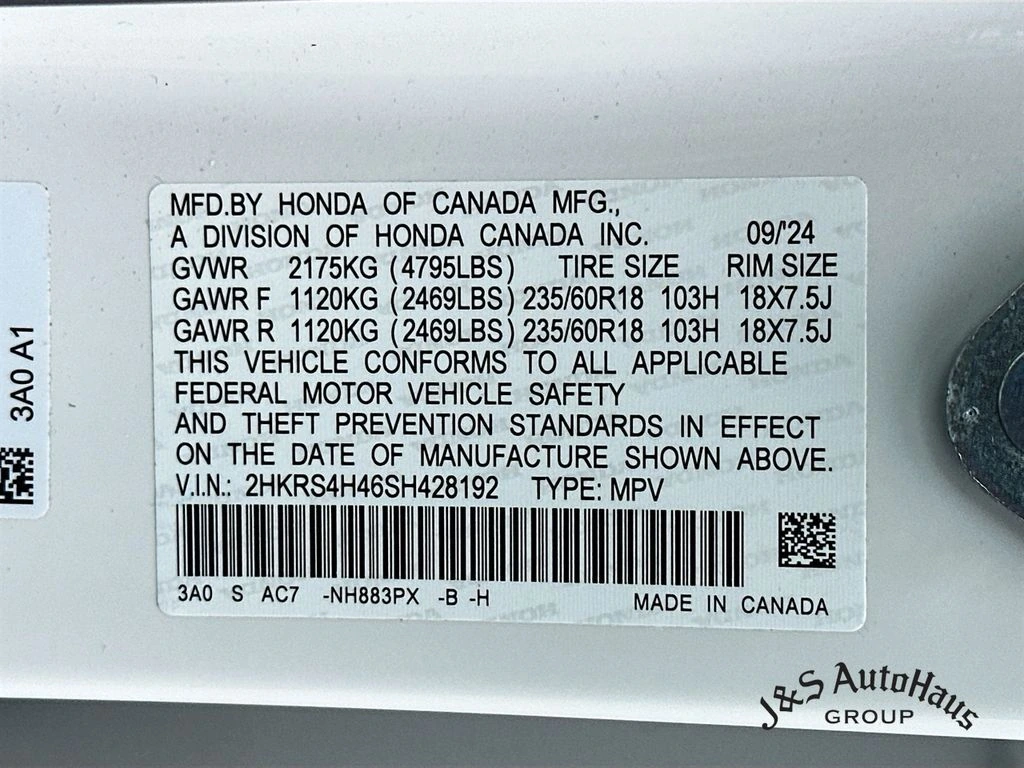 MFD.BY HONDA OF CANADA MFG.,
A DIVISION OF HONDA CANADA INC. 09/'24
GVWR 2175KG (4795LBS) TIRE SIZE RIM SIZE
GAWR F 1120KG (2469LBS) 235/60R18 103H 18X7.5J
GAWR R 1120KG (2469LBS) 235/60R18 103H 18X7.5J
THIS VEHICLE CONFORMS TO ALL APPLICABLE
FEDERAL MOTOR VEHICLE SAFETY
AND THEFT PREVENTION STANDARDS IN EFFECT
ON THE DATE OF MANUFACTURE SHOWN ABOVE.
V.I.N.: 2HKRS4H46SH428192 TYPE: MPV
3A0 S AC7 -NH883PX -B -H MADE IN CANADA
3A0 A1
J&S AutoHaus
GROUP